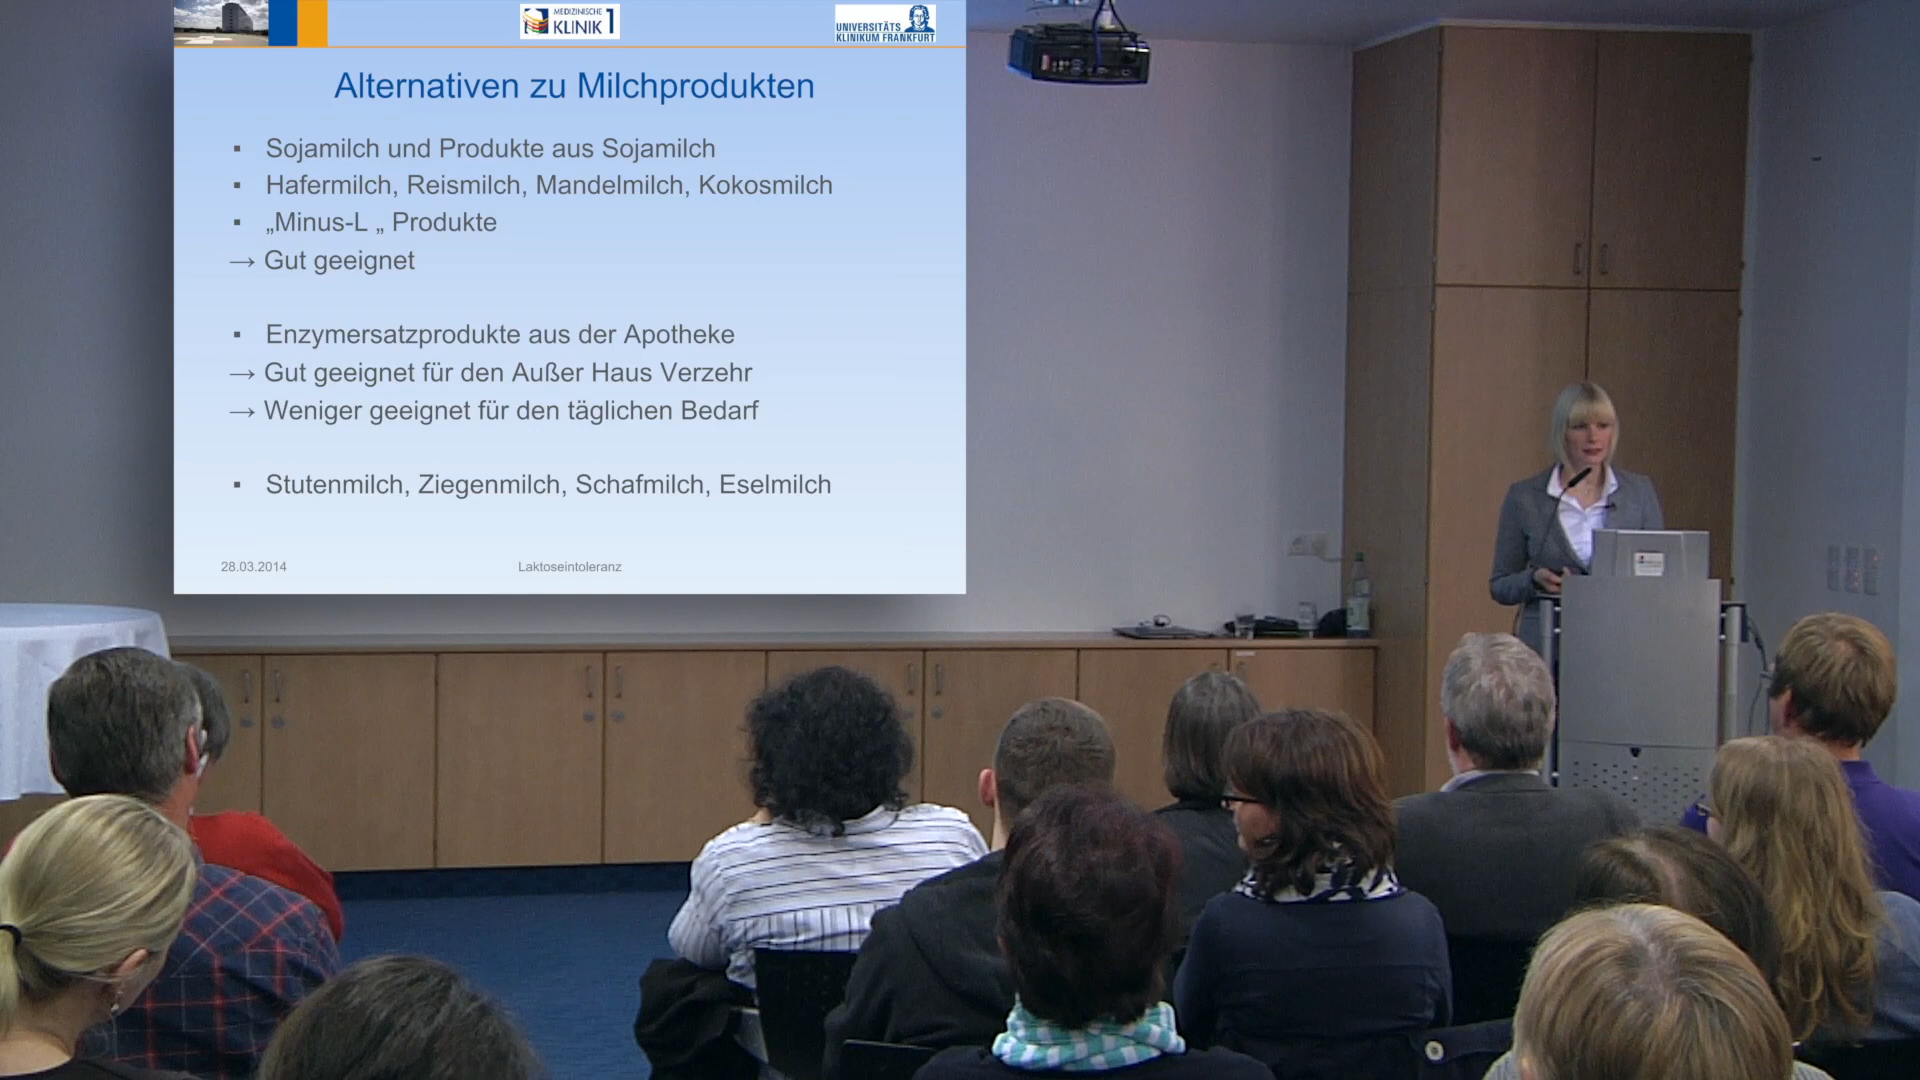 MEDIZINISCHE
KLINIK 1
UNIVERSITÄTS
KLINIKUM FRANKFURT
Alternativen zu Milchprodukten
▪ Sojamilch und Produkte aus Sojamilch
▪ Hafermilch, Reismilch, Mandelmilch, Kokosmilch
▪ „Minus-L „ Produkte
→ Gut geeignet
▪ Enzymersatzprodukte aus der Apotheke
→ Gut geeignet für den Außer Haus Verzehr
→ Weniger geeignet für den täglichen Bedarf
▪ Stutenmilch, Ziegenmilch, Schafmilch, Eselmilch
28.03.2014
Laktoseintoleranz